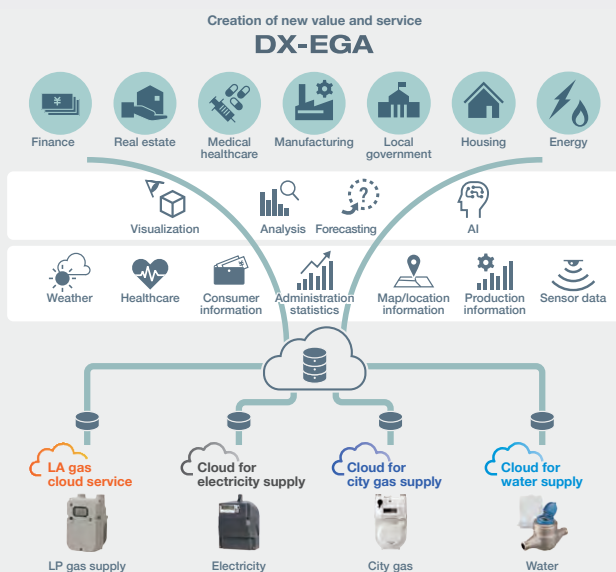 Creation of new value and service
DX-EGA
¥
Finance
Real estate
Medical
healthcare
Manufacturing
Local
government
Housing
Energy
?
Visualization
Analysis
Forecasting
AI
Weather
Healthcare
Consumer
information
Administration
statistics
Map/location
information
Production
information
Sensor data
LA gas
cloud service
Cloud for
electricity supply
Cloud for
city gas supply
Cloud for
water supply
LP gas supply
Electricity
City gas
Water